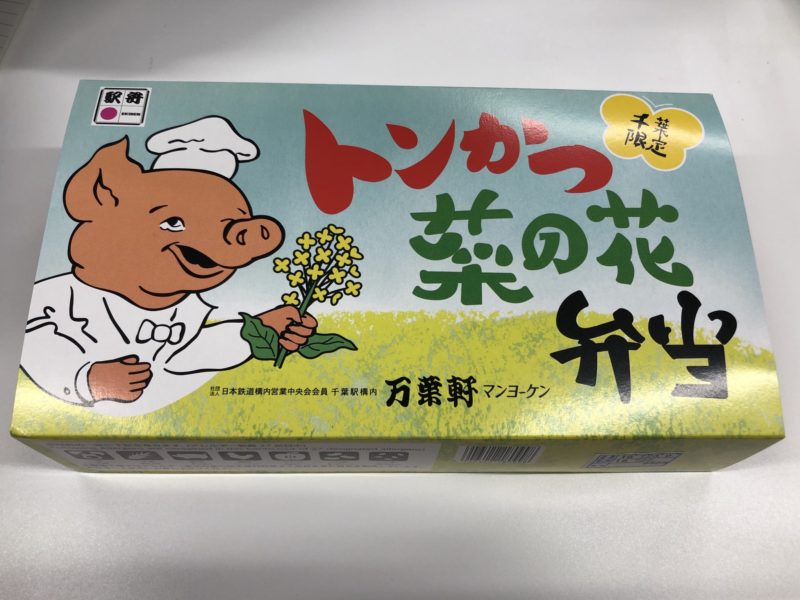 駅弁
千葉
限定
トンかつ
菜の花
弁当
社団法人 日本鉄道構内営業中央会会員 千葉駅構内 万葉軒 マンヨーケン